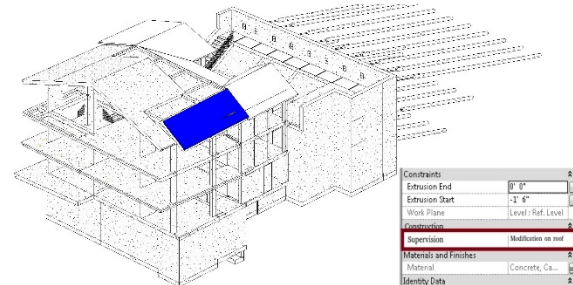 Constraints
Extrusion End 0' 0"
Extrusion Start -1' 6"
Work Plane Level : Ref. Level
Construction
Supervision Modification on roof
Materials and Finishes
Material Concrete, Ca...
Identity Data